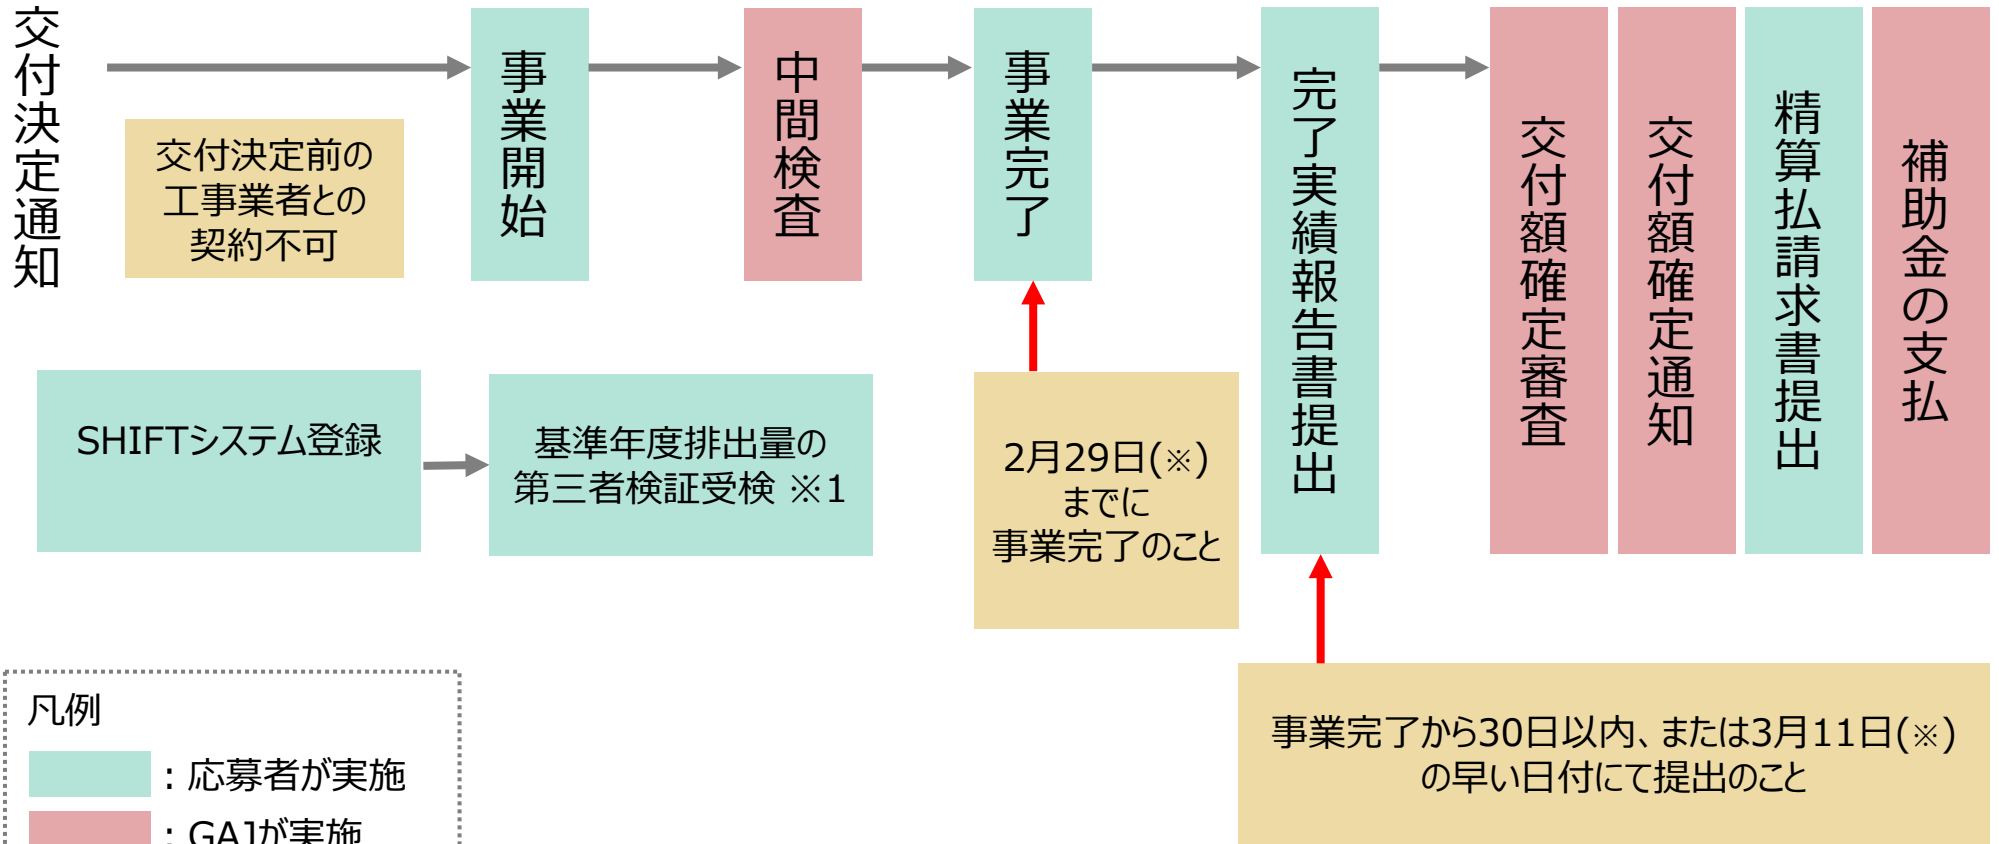 交付決定通知
交付決定前の
工事業者との
契約不可
事業開始
中間検査
事業完了
完了実績報告書提出
交付額確定審査
交付額確定通知
精算払請求書提出
補助金の支払
SHIFTシステム登録
基準年度排出量の
第三者検証受検 ※1
2月29日(※)
までに
事業完了のこと
事業完了から30日以内、または3月11日(※)
の早い日付にて提出のこと
凡例
：応募者が実施
：GAJが実施